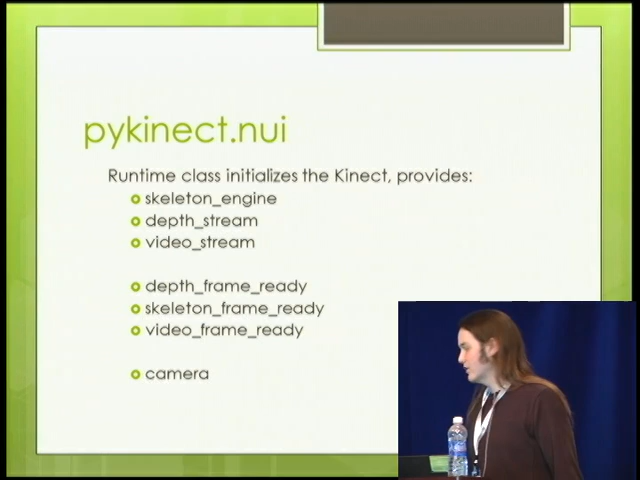 pykinect.nui
Runtime class initializes the Kinect, provides:
skeleton_engine
depth_stream
video_stream
depth_frame_ready
skeleton_frame_ready
video_frame_ready
camera